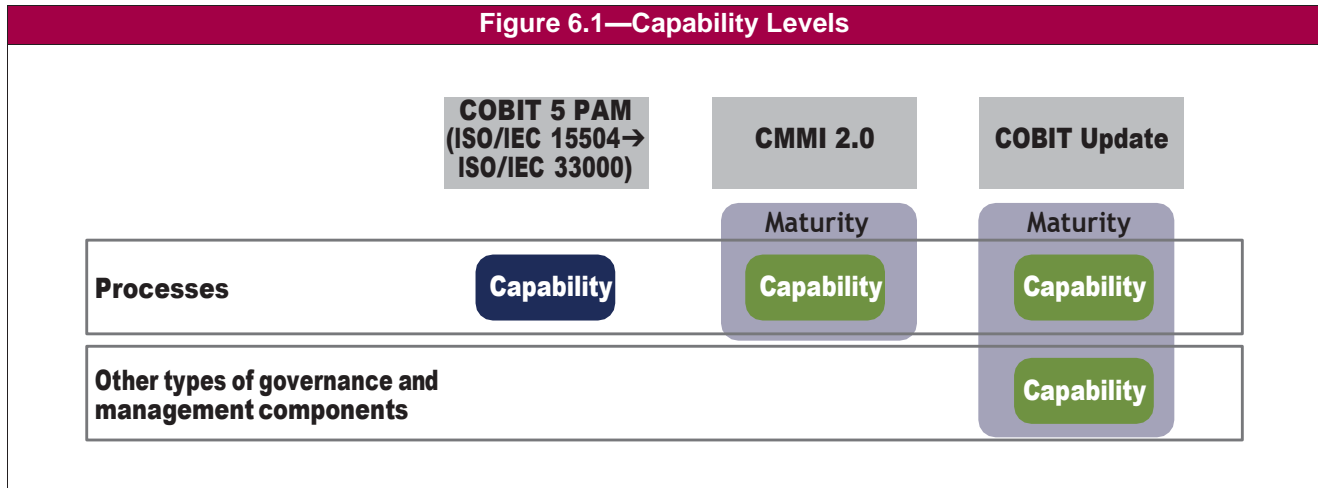 Figure 6.1—Capability Levels
COBIT 5 PAM
(ISO/IEC 15504→
ISO/IEC 33000)
CMMI 2.0
COBIT Update
Maturity
Maturity
Processes
Capability
Capability
Capability
Other types of governance and
management components
Capability